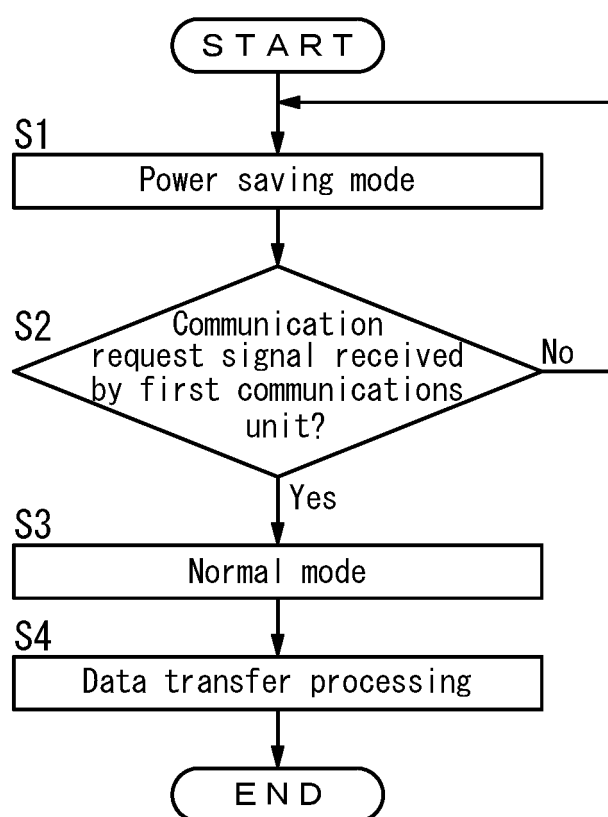 START
S1
Power saving mode
S2
Communication
request signal received
by first communications
unit?
No
Yes
S3
Normal mode
S4
Data transfer processing
END